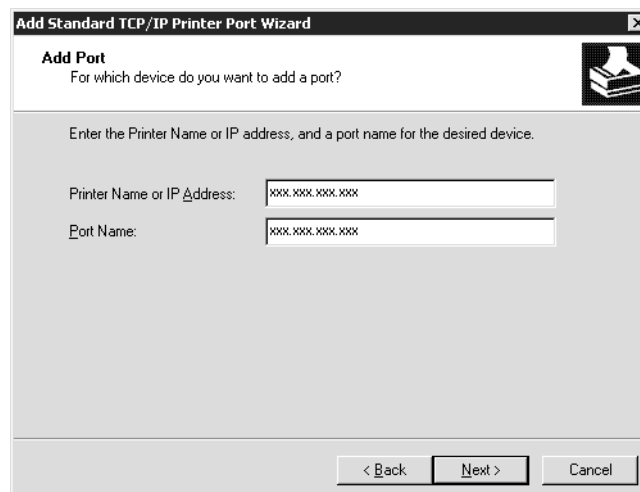 Add Standard TCP/IP Printer Port Wizard
Add Port
For which device do you want to add a port?
Enter the Printer Name or IP address, and a port name for the desired device.
Printer Name or IP Address: xxx.xxx.xxx.xxx
Port Name: xxx.xxx.xxx.xxx
< Back Next > Cancel